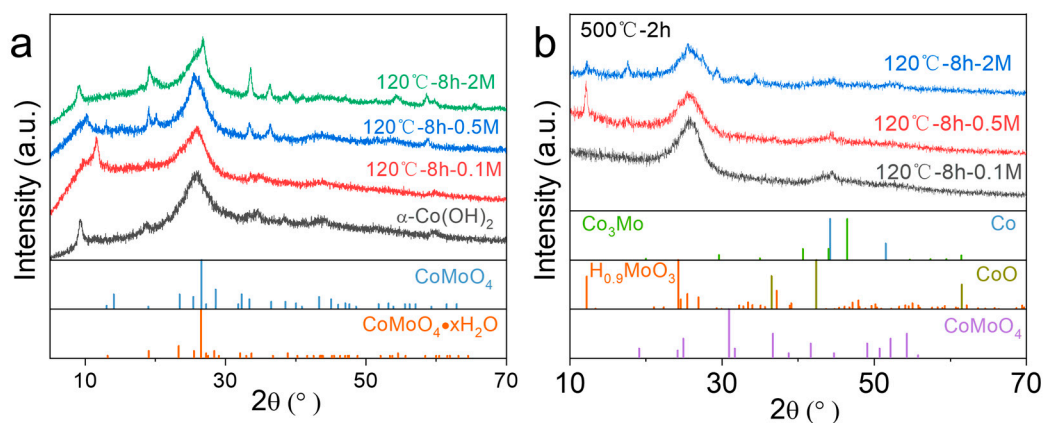 a
Intensity (a.u.)
120℃-8h-2M
120℃-8h-0.5M
120℃-8h-0.1M
α-Co(OH)₂
CoMoO₄
CoMoO₄•xH₂O
10 30 50 70
2θ (°)
b
500℃-2h
Intensity (a.u.)
120℃-8h-2M
120℃-8h-0.5M
120℃-8h-0.1M
Co₃Mo Co
H₀.₉MoO₃ CoO
CoMoO₄
10 30 50 70
2θ (°)